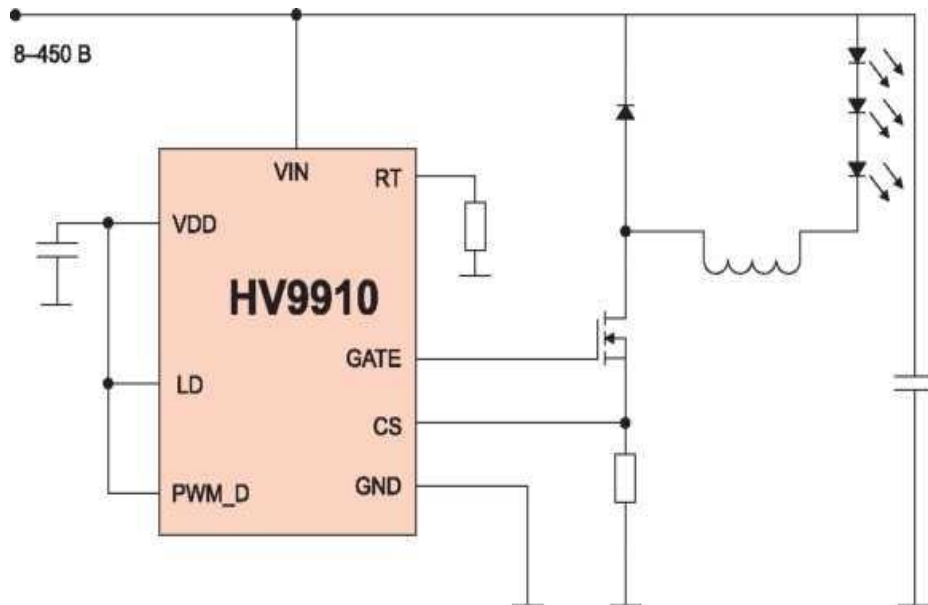 8–450 В
VIN
RT
VDD
HV9910
GATE
LD
CS
GND
PWM_D